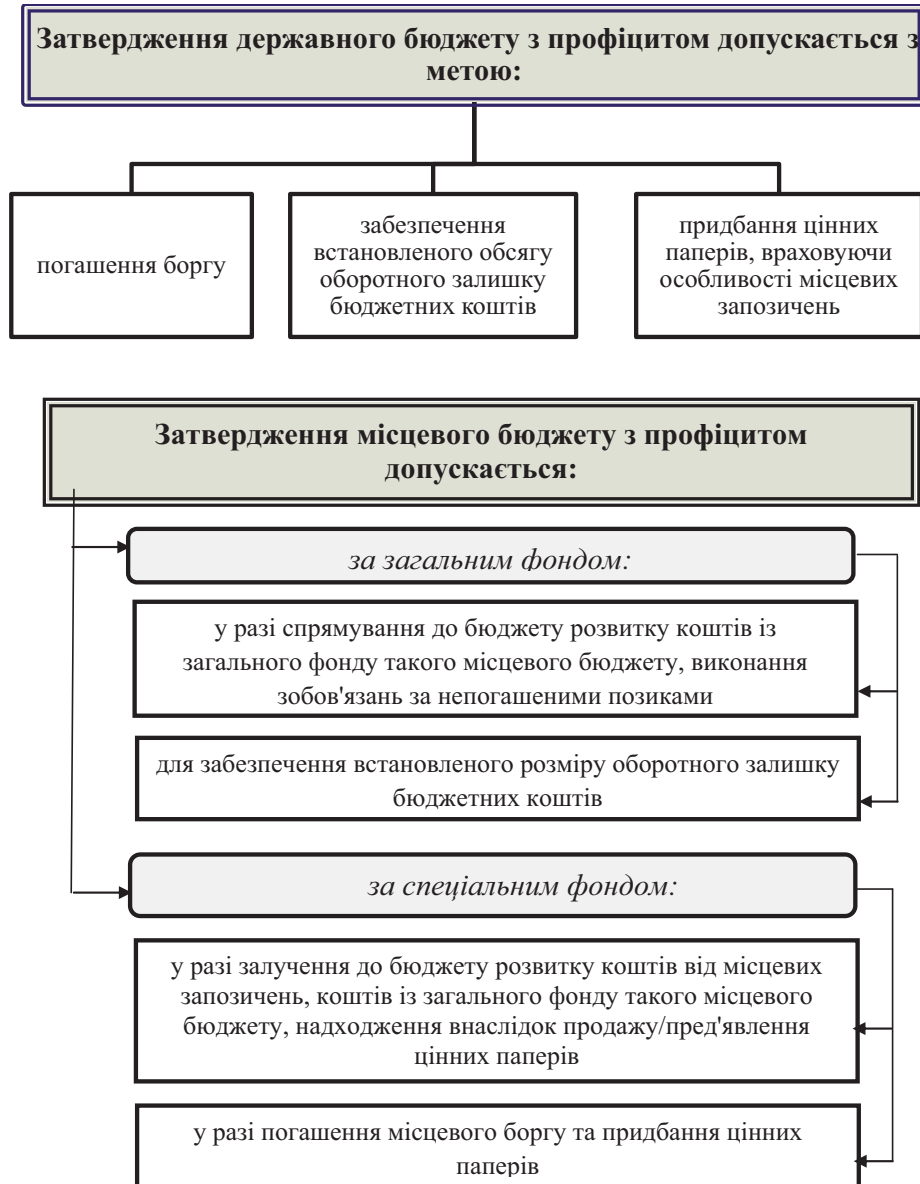 Затвердження державного бюджету з профіцитом допускається з
метою:
погашення боргу
забезпечення
встановленого обсягу
оборотного залишку
бюджетних коштів
придбання цінних
паперів, враховуючи
особливості місцевих
запозичень
Затвердження місцевого бюджету з профіцитом
допускається:
за загальним фондом:
у разі спрямування до бюджету розвитку коштів із
загального фонду такого місцевого бюджету, виконання
зобов'язань за непогашеними позиками
для забезпечення встановленого розміру оборотного залишку
бюджетних коштів
за спеціальним фондом:
у разі залучення до бюджету розвитку коштів від місцевих
запозичень, коштів із загального фонду такого місцевого
бюджету, надходження внаслідок продажу/пред'явлення
цінних паперів
у разі погашення місцевого боргу та придбання цінних
паперів